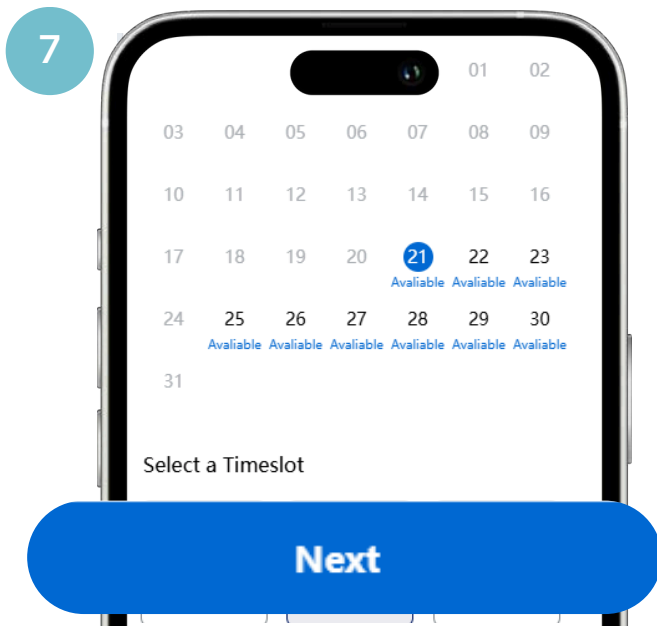 7
01 02
03 04 05 06 07 08 09
10 11 12 13 14 15 16
17 18 19 20 21 22 23
Avaliable Avaliable Avaliable
24 25 26 27 28 29 30
Avaliable Avaliable Avaliable Avaliable Avaliable Avaliable
31
Select a Timeslot
Next